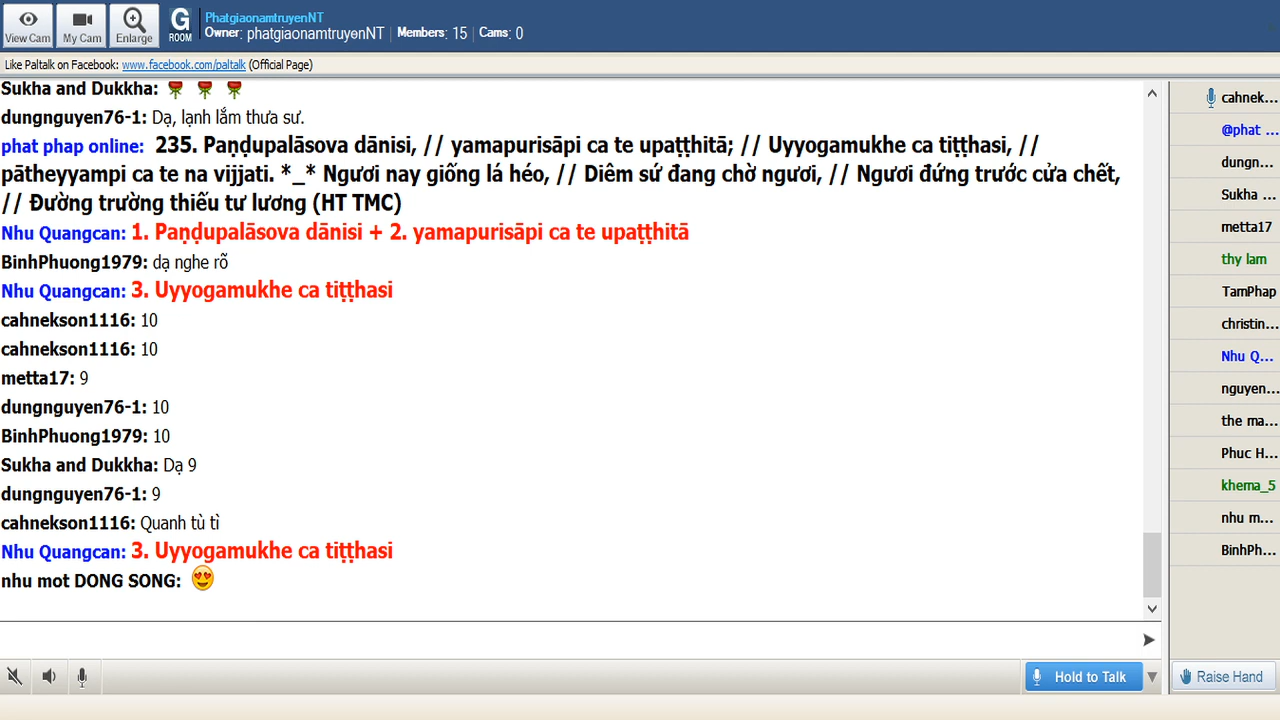 View Cam
My Cam
Enlarge
G
ROOM
PhatgiaonamtruyenNT
Owner: phatgiaonamtruyenNT Members: 15 Cams: 0
Like Paltalk on Facebook: www.facebook.com/paltalk (Official Page)
Sukha and Dukkha:
dungnguyen76-1: Dạ, lạnh lắm thưa sư.
phat phap online: 235. Paṇḍupalāsova dānisi, // yamapurisāpi ca te upaṭṭhitā; // Uyyogamukhe ca tiṭṭhasi, //
pātheyyampi ca te na vijjati. *_* Ngươi nay giống lá héo, // Diêm sứ đang chờ ngươi, // Ngươi đứng trước cửa chết,
// Đường trường thiếu tư lương (HT TMC)
Nhu Quangcan: 1. Paṇḍupalāsova dānisi + 2. yamapurisāpi ca te upaṭṭhitā
BinhPhuong1979: dạ nghe rõ
Nhu Quangcan: 3. Uyyogamukhe ca tiṭṭhasi
cahnekson1116: 10
cahnekson1116: 10
metta17: 9
dungnguyen76-1: 10
BinhPhuong1979: 10
Sukha and Dukkha: Dạ 9
dungnguyen76-1: 9
cahnekson1116: Quanh tù tì
Nhu Quangcan: 3. Uyyogamukhe ca tiṭṭhasi
nhu mot DONG SONG:
cahnek...
@phat ...
dungn...
Sukha ...
metta17
thy lam
TamPhap
christin...
Nhu Q...
nguyen...
the ma...
Phuc H...
khema_5
nhu m...
BinhPh...
Hold to Talk
Raise Hand